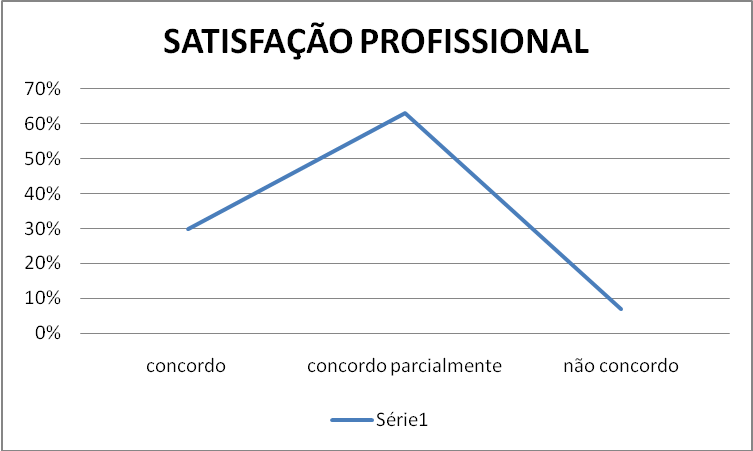 SATISFAÇÃO PROFISSIONAL
70%
60%
50%
40%
30%
20%
10%
0%
concordo concordo parcialmente não concordo
Série1